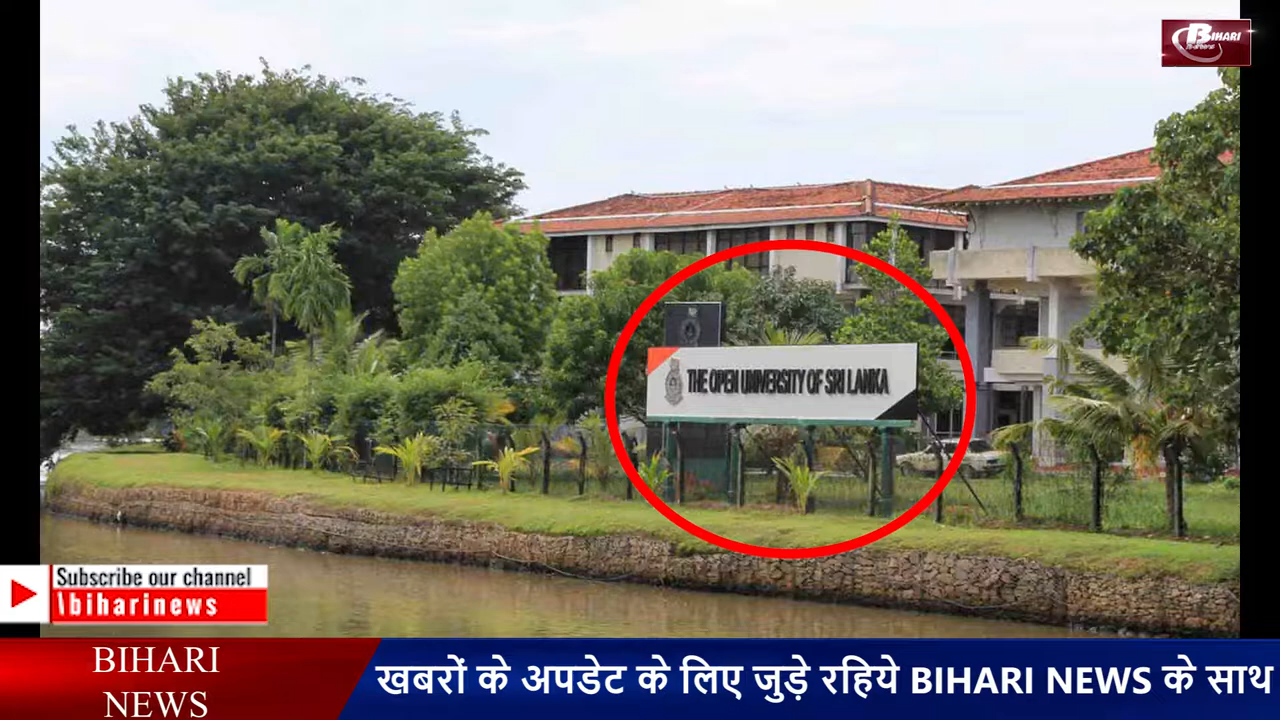 BIHARI
THE OPEN UNIVERSITY OF SRI LANKA
Subscribe our channel
\biharinews
BIHARI
NEWS
खबरों के अपडेट के लिए जुड़े रहिये BIHARI NEWS के साथ